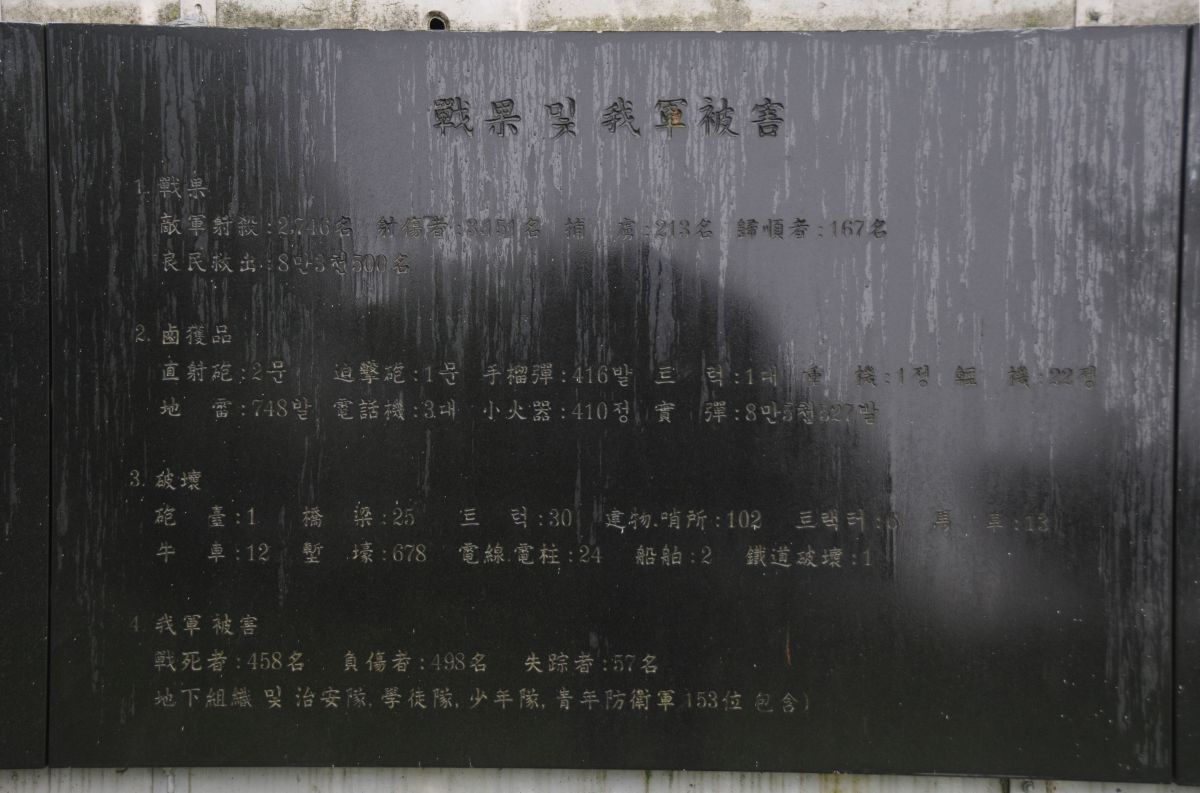 戰果 및 我軍被害
1. 戰果
敵軍射殺:2,746名 射傷者:3,151名 捕 虜:213名 歸順者:167名
良民救出:8만3천500名
2. 鹵獲品
直射砲:2문 迫擊砲:1문 手榴彈:416발 트 럭:1대 重 機:1정 輕 機:22정
地 雷:748발 電話機:3대 小火器:410정 實 彈:8만5천327발
3. 破壞
砲 臺:1 橋 梁:25 트 럭:30 建物.哨所:102 트랙터:6 馬 車:13
牛 車:12 塹 壕:678 電線.電柱:24 船舶:2 鐵道破壞:1
4. 我軍被害
戰死者:458名 負傷者:498名 失踪者:57名
地下組織 및 治安隊, 學徒隊, 少年隊, 青年防衛軍 153位 包含)